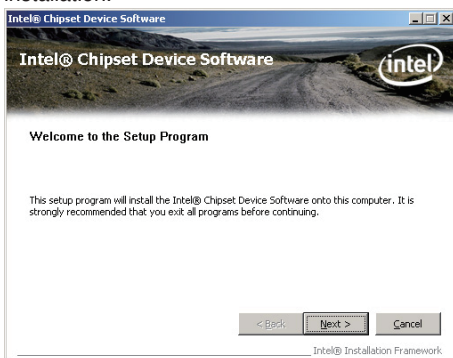 installation.
Intel® Chipset Device Software
Intel® Chipset Device Software
intel®
Welcome to the Setup Program
This setup program will install the Intel® Chipset Device Software onto this computer. It is
strongly recommended that you exit all programs before continuing.
< Back
Next >
Cancel
Intel® Installation Framework